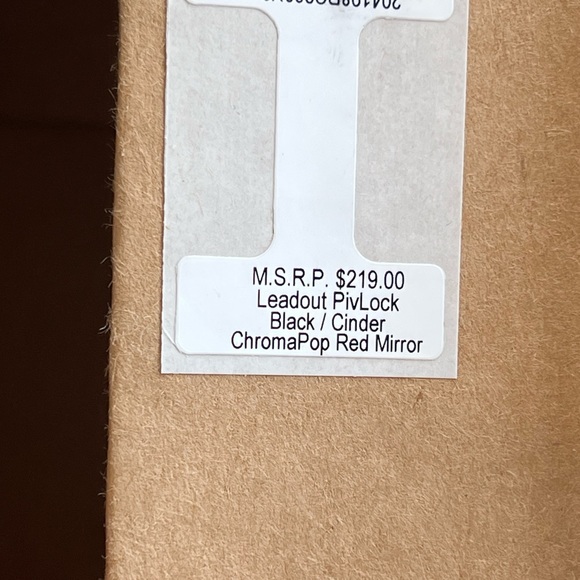 M.S.R.P. $219.00
Leadout PivLock
Black / Cinder
ChromaPop Red Mirror